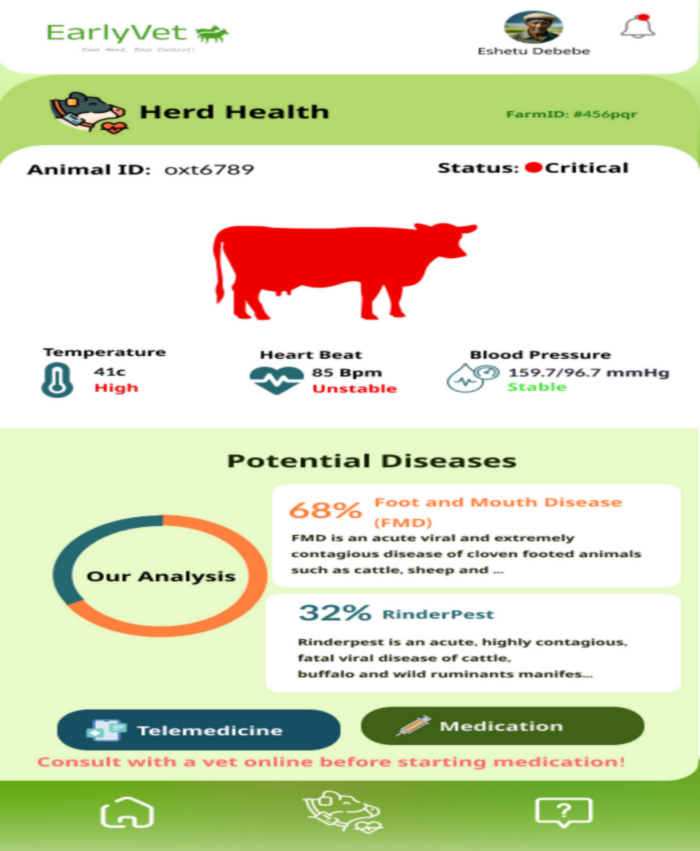 EarlyVet
Your Herd, Your Control!
Eshetu Debebe
Herd Health
FarmID: #456pqr
Animal ID: oxt6789
Status: Critical
Temperature
41c
High
Heart Beat
85 Bpm
Unstable
Blood Pressure
159.7/96.7 mmHg
Stable
Potential Diseases
Our Analysis
68% Foot and Mouth Disease
(FMD)
FMD is an acute viral and extremely
contagious disease of cloven footed animals
such as cattle, sheep and ...
32% RinderPest
Rinderpest is an acute, highly contagious,
fatal viral disease of cattle,
buffalo and wild ruminants manifes...
Telemedicine
Medication
Consult with a vet online before starting medication!
?